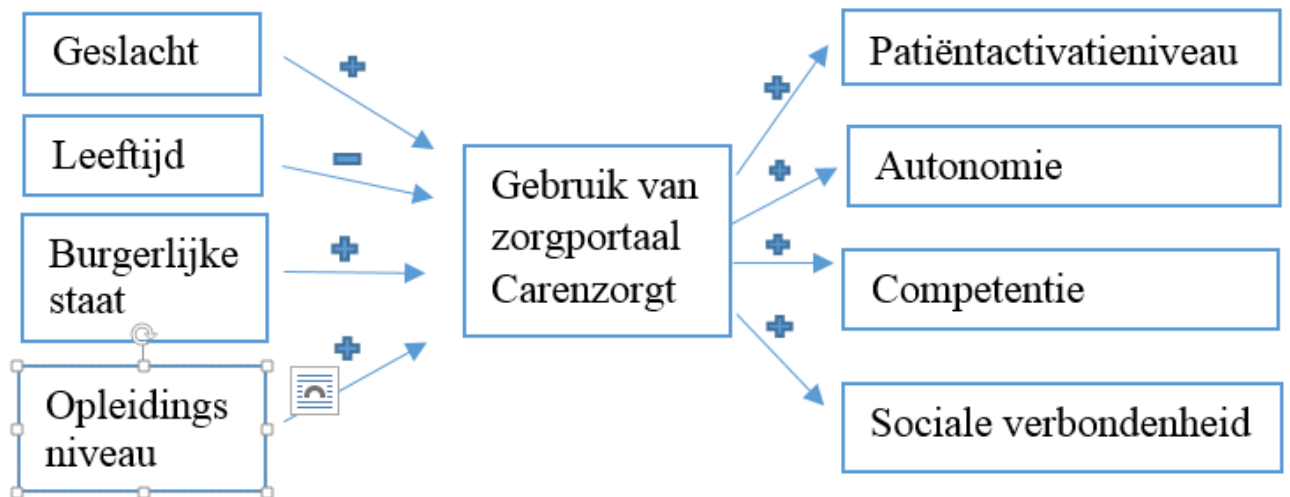 Geslacht
Leeftijd
Burgerlijke
staat
Opleidings
niveau
Gebruik van
zorgportaal
Carenzorgt
Patiëntactivatieniveau
Autonomie
Competentie
Sociale verbondenheid